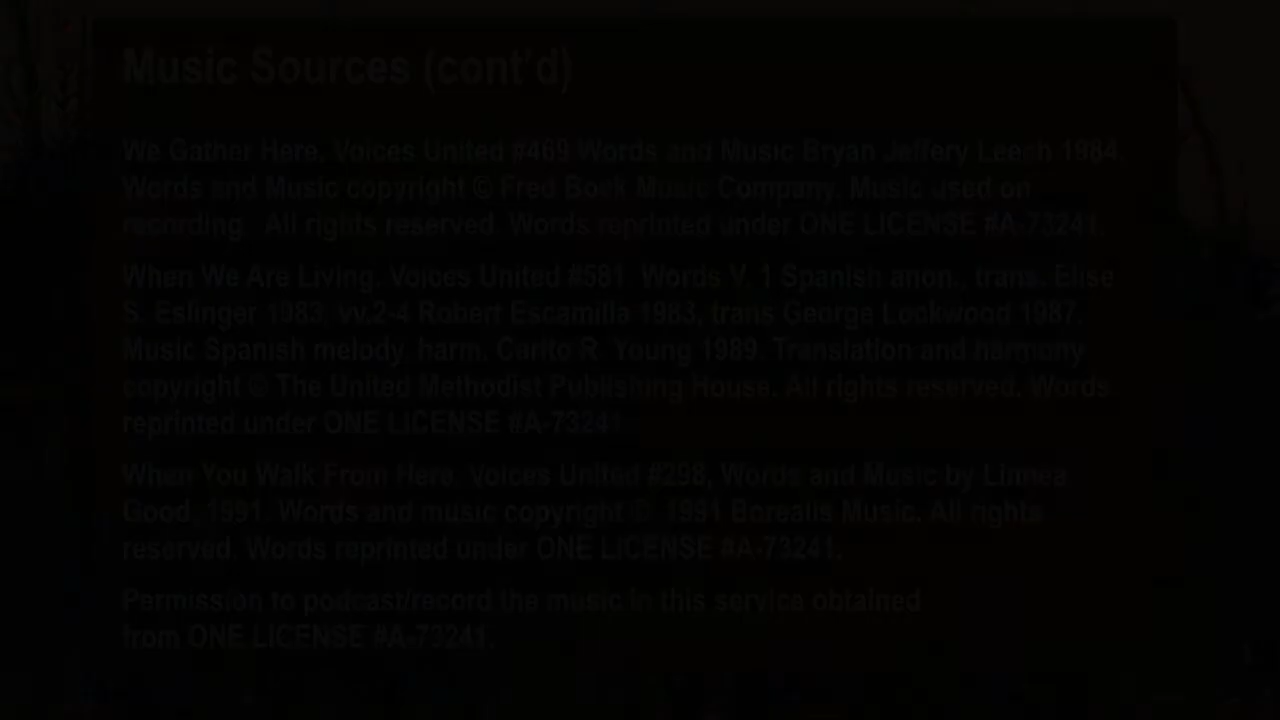 Music Sources (cont'd)
We Gather Here. Voices United #469 Words and Music Bryan Jeffery Leech 1984.
Words and Music copyright © Fred Bock Music Company. Music used on
recording. All rights reserved. Words reprinted under ONE LICENSE #A-73241.
When We Are Living. Voices United #581. Words V. 1 Spanish anon., trans. Elise
S. Eslinger 1983, vv.2-4 Robert Escamilla 1983, trans George Lockwood 1987.
Music Spanish melody, harm. Carlto R. Young 1989. Translation and harmony
copyright © The United Methodist Publishing House. All rights reserved. Words
reprinted under ONE LICENSE #A-73241
When You Walk From Here. Voices United #298, Words and Music by Linnea
Good, 1991. Words and music copyright © 1991 Borealis Music. All rights
reserved. Words reprinted under ONE LICENSE #A-73241.
Permission to podcast/record the music in this service obtained
from ONE LICENSE #A-73241.